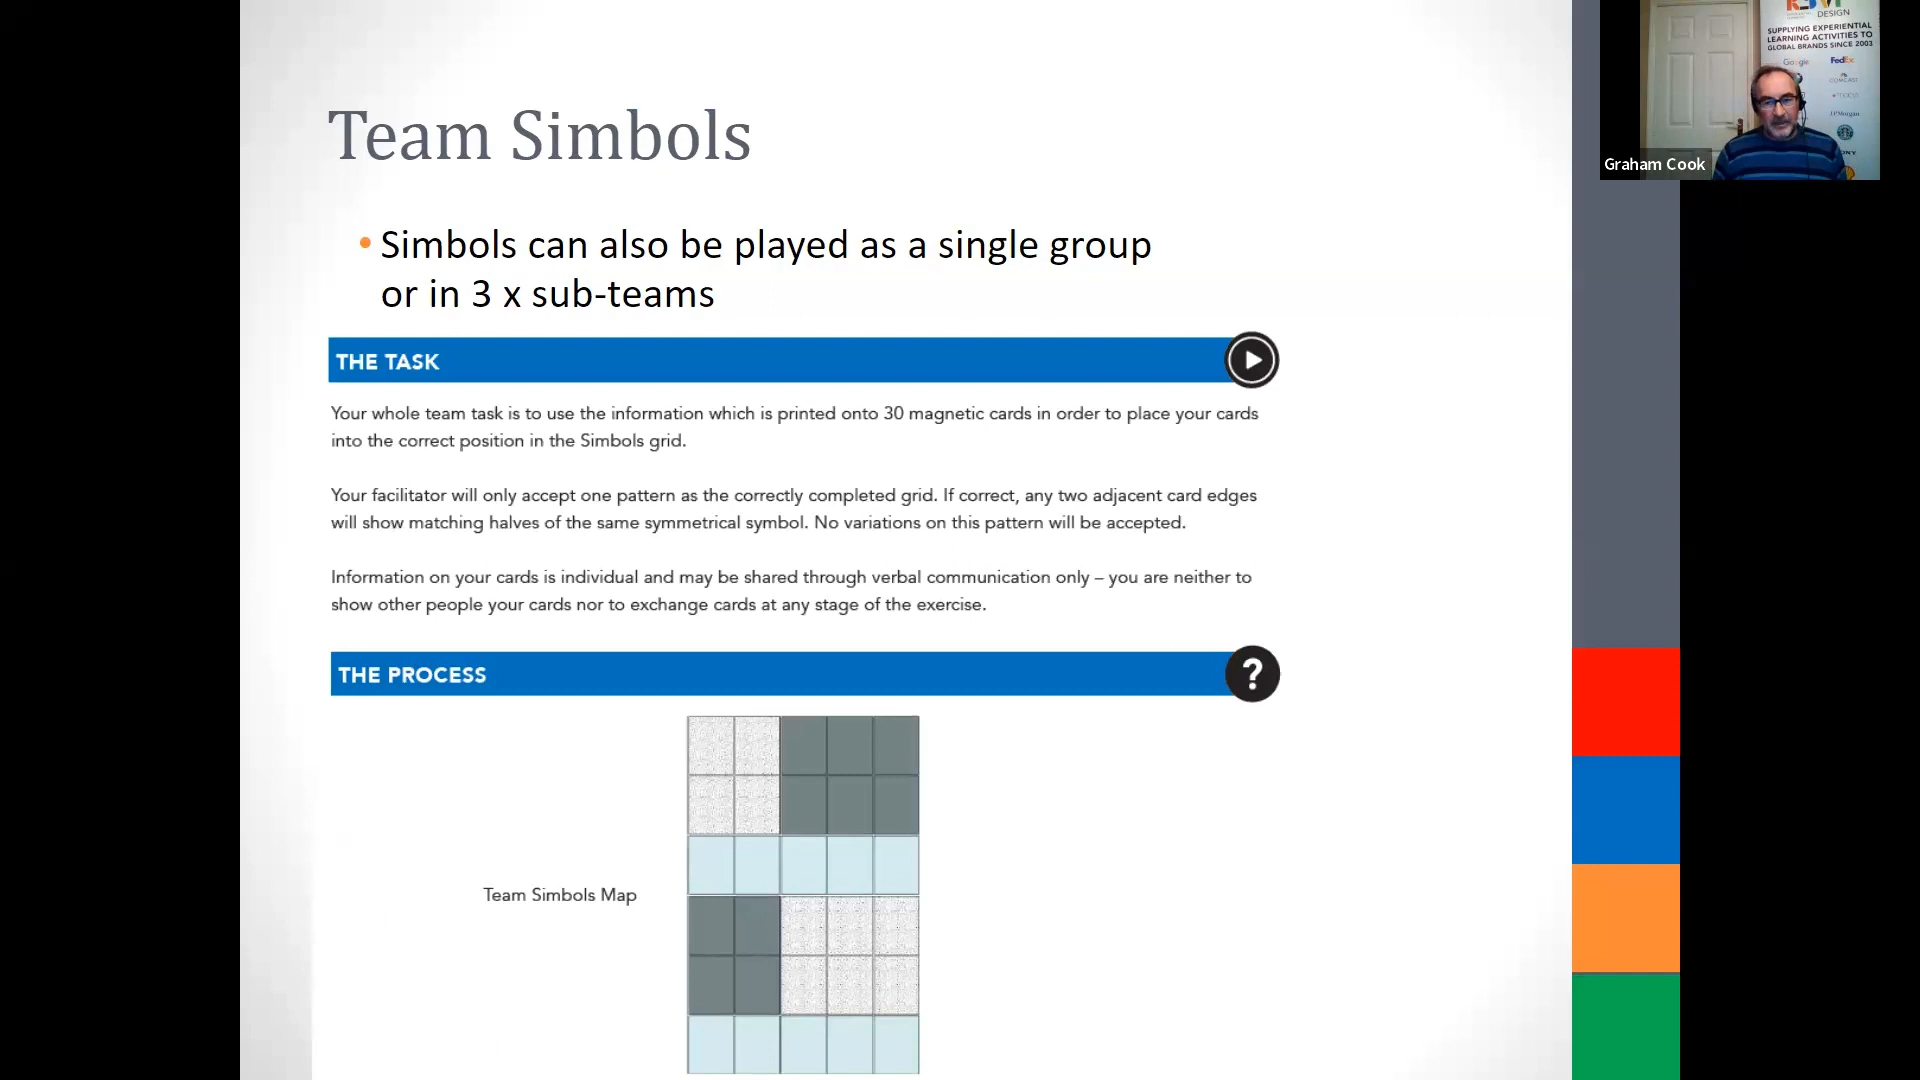 Team Simbols
• Simbols can also be played as a single group
or in 3 x sub-teams
THE TASK
Your whole team task is to use the information which is printed onto 30 magnetic cards in order to place your cards
into the correct position in the Simbols grid.
Your facilitator will only accept one pattern as the correctly completed grid. If correct, any two adjacent card edges
will show matching halves of the same symmetrical symbol. No variations on this pattern will be accepted.
Information on your cards is individual and may be shared through verbal communication only – you are neither to
show other people your cards nor to exchange cards at any stage of the exercise.
THE PROCESS
?
Team Simbols Map
DESIGN
SUPPLYING EXPERIENTIAL
LEARNING ACTIVITIES TO
GLOBAL BRANDS SINCE 2003
Google
FedEx
COMCAST
J.P.Morgan
Graham Cook